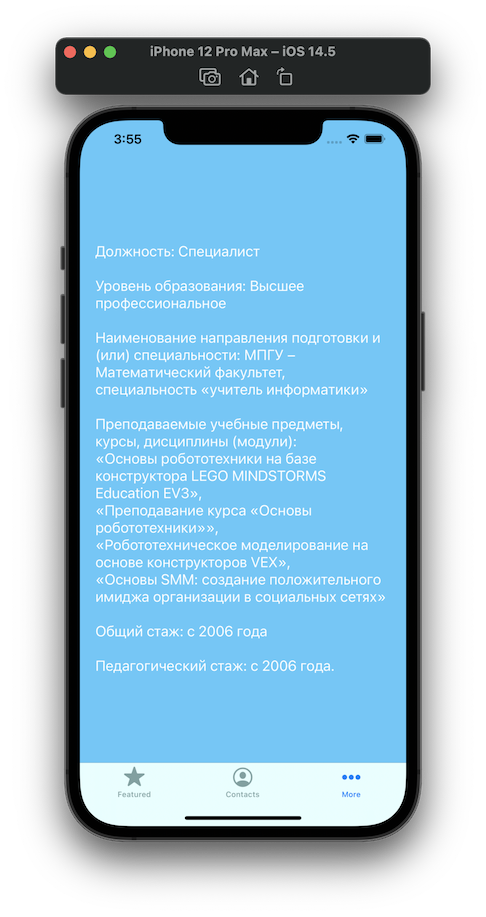 iPhone 12 Pro Max – iOS 14.5
3:55
Должность: Специалист
Уровень образования: Высшее
профессиональное
Наименование направления подготовки и
(или) специальности: МПГУ –
Математический факультет,
специальность «учитель информатики»
Преподаваемые учебные предметы,
курсы, дисциплины (модули):
«Основы робототехники на базе
конструктора LEGO MINDSTORMS
Education EV3»,
«Преподавание курса «Основы
робототехники»»,
«Робототехническое моделирование на
основе конструкторов VEX»,
«Основы SMM: создание положительного
имиджа организации в социальных сетях»
Общий стаж: с 2006 года
Педагогический стаж: с 2006 года.
Featured
Contacts
More